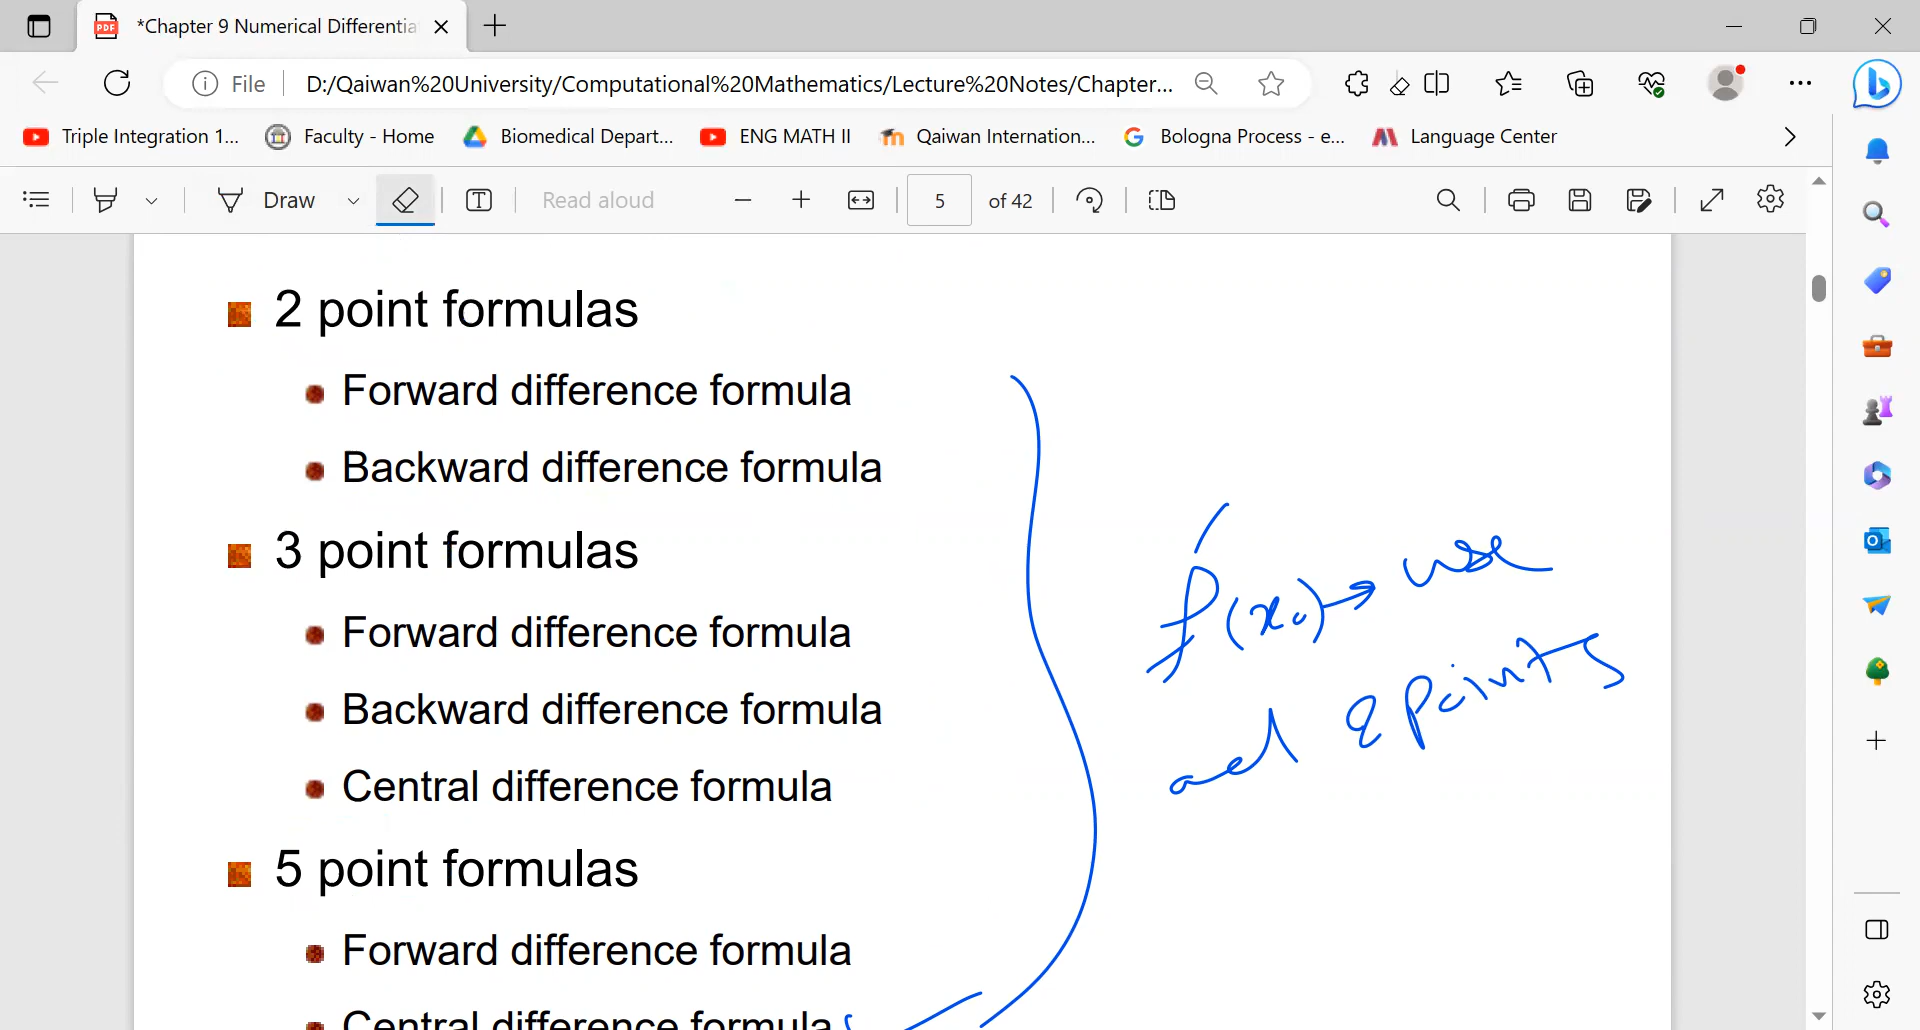 *Chapter 9 Numerical Differentia
File D:/Qaiwan%20University/Computational%20Mathematics/Lecture%20Notes/Chapter...
Triple Integration 1... Faculty - Home Biomedical Depart... ENG MATH II Qaiwan Internation... Bologna Process - e... Language Center
Draw Read aloud 5 of 42
2 point formulas
Forward difference formula
Backward difference formula
3 point formulas
Forward difference formula
Backward difference formula
Central difference formula
5 point formulas
Forward difference formula
Central difference formula
f'(x₀) → use
and 2 points